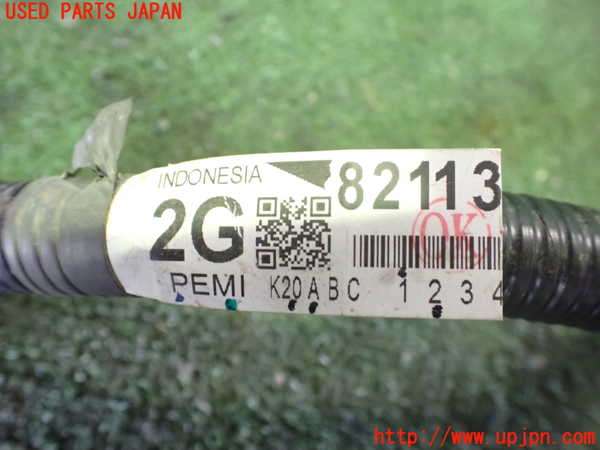 USED PARTS JAPAN
INDONESIA 82113
2G OK
PEMI K20 A B C 1 2 3 4
http://www.upjpn.com/